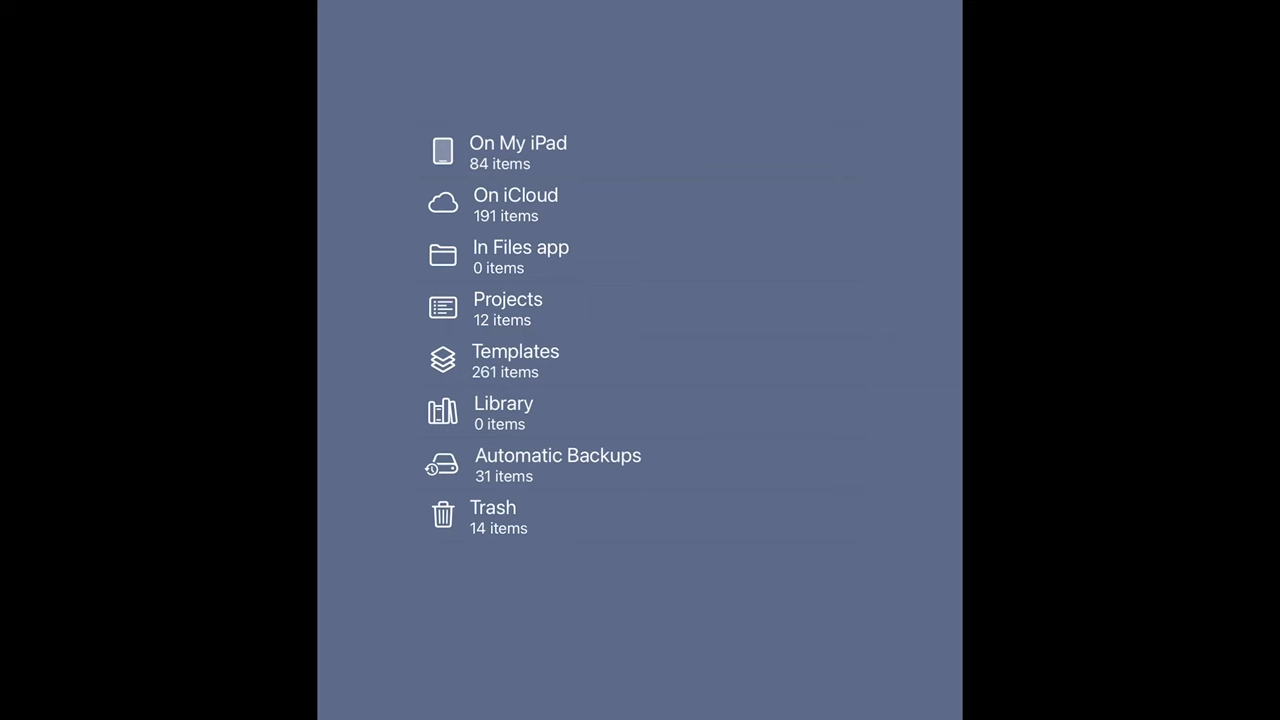 On My iPad
84 items
On iCloud
191 items
In Files app
0 items
Projects
12 items
Templates
261 items
Library
0 items
Automatic Backups
31 items
Trash
14 items